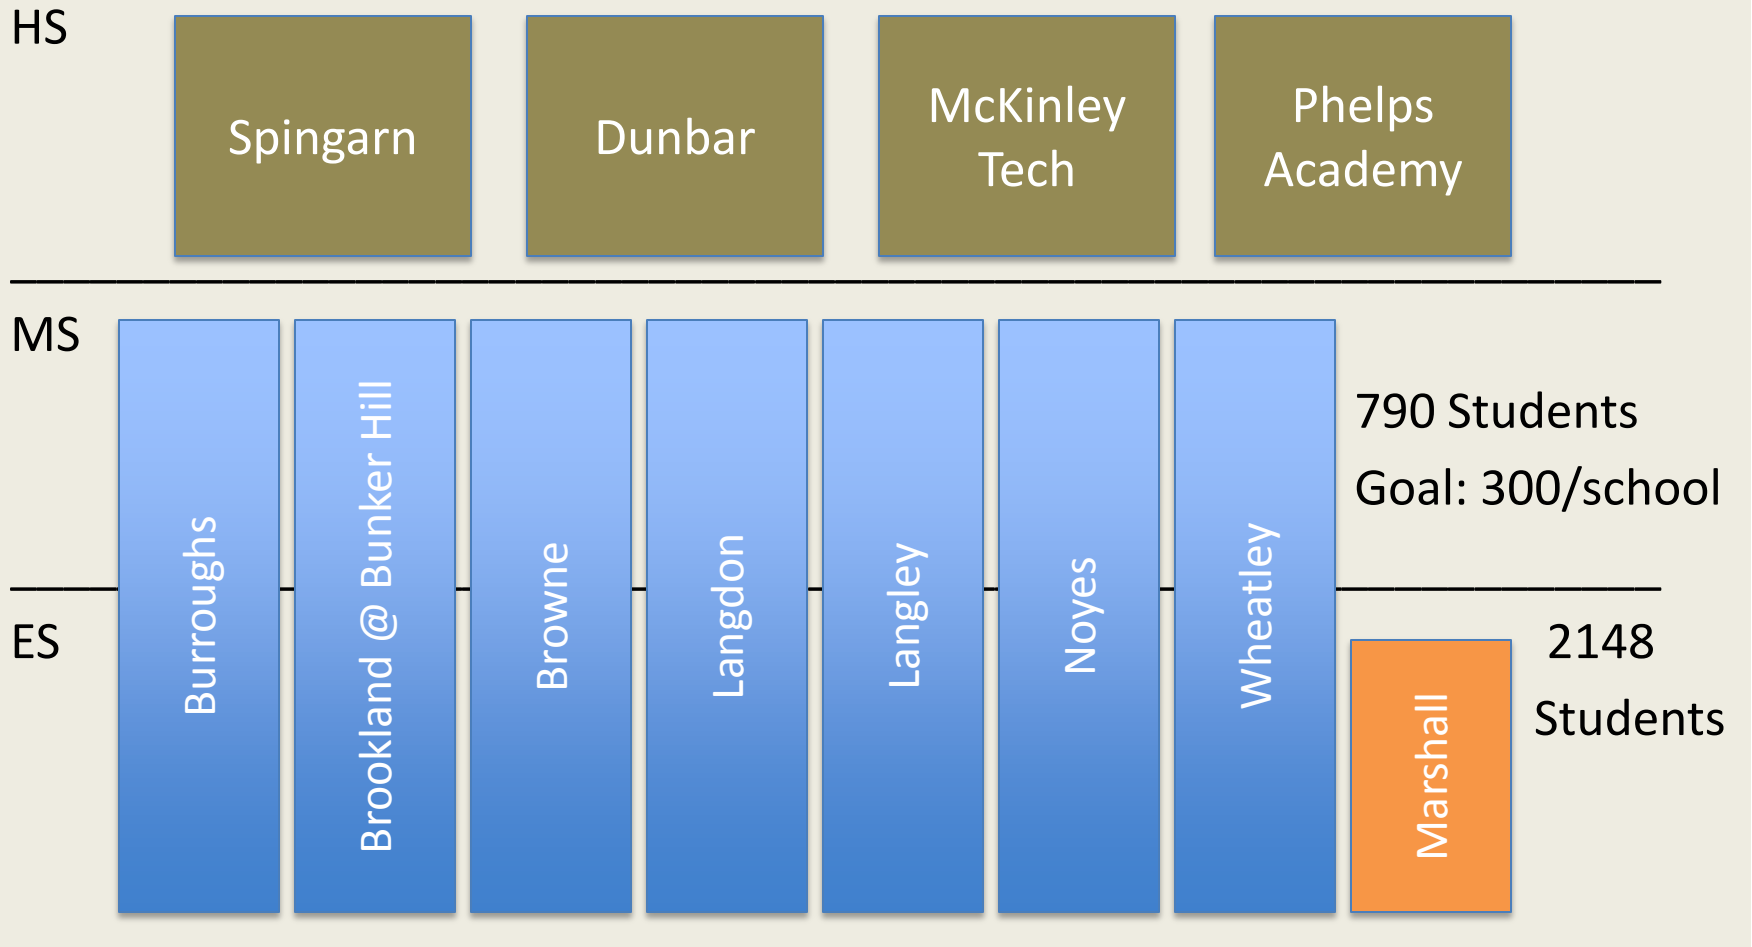 HS
Spingarn
Dunbar
McKinley
Tech
Phelps
Academy
MS
Burroughs
Brookland @ Bunker Hill
Browne
Langdon
Langley
Noyes
Wheatley
790 Students
Goal: 300/school
ES
Marshall
2148
Students